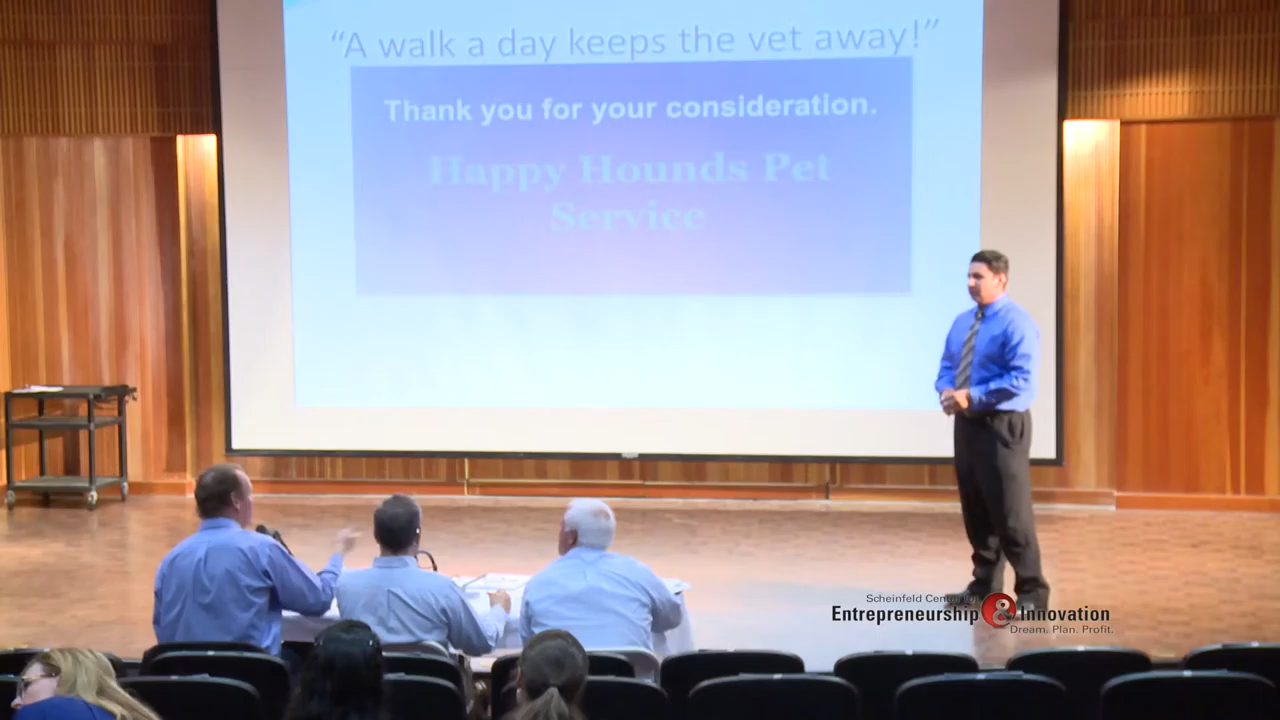 “A walk a day keeps the vet away!”
Thank you for your consideration.
Happy Hounds Pet
Service
Scheinfeld Center for
Entrepreneurship & Innovation
Dream. Plan. Profit.